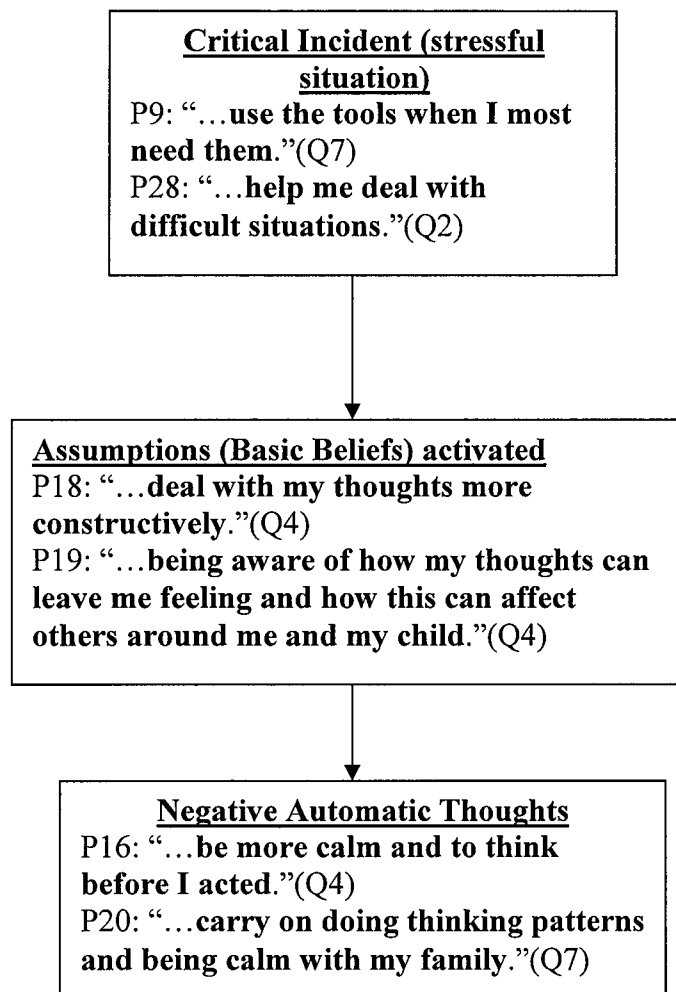 Critical Incident (stressful
situation)
P9: “…use the tools when I most
need them.”(Q7)
P28: “…help me deal with
difficult situations.”(Q2)
Assumptions (Basic Beliefs) activated
P18: “…deal with my thoughts more
constructively.”(Q4)
P19: “…being aware of how my thoughts can
leave me feeling and how this can affect
others around me and my child.”(Q4)
Negative Automatic Thoughts
P16: “…be more calm and to think
before I acted.”(Q4)
P20: “…carry on doing thinking patterns
and being calm with my family.”(Q7)